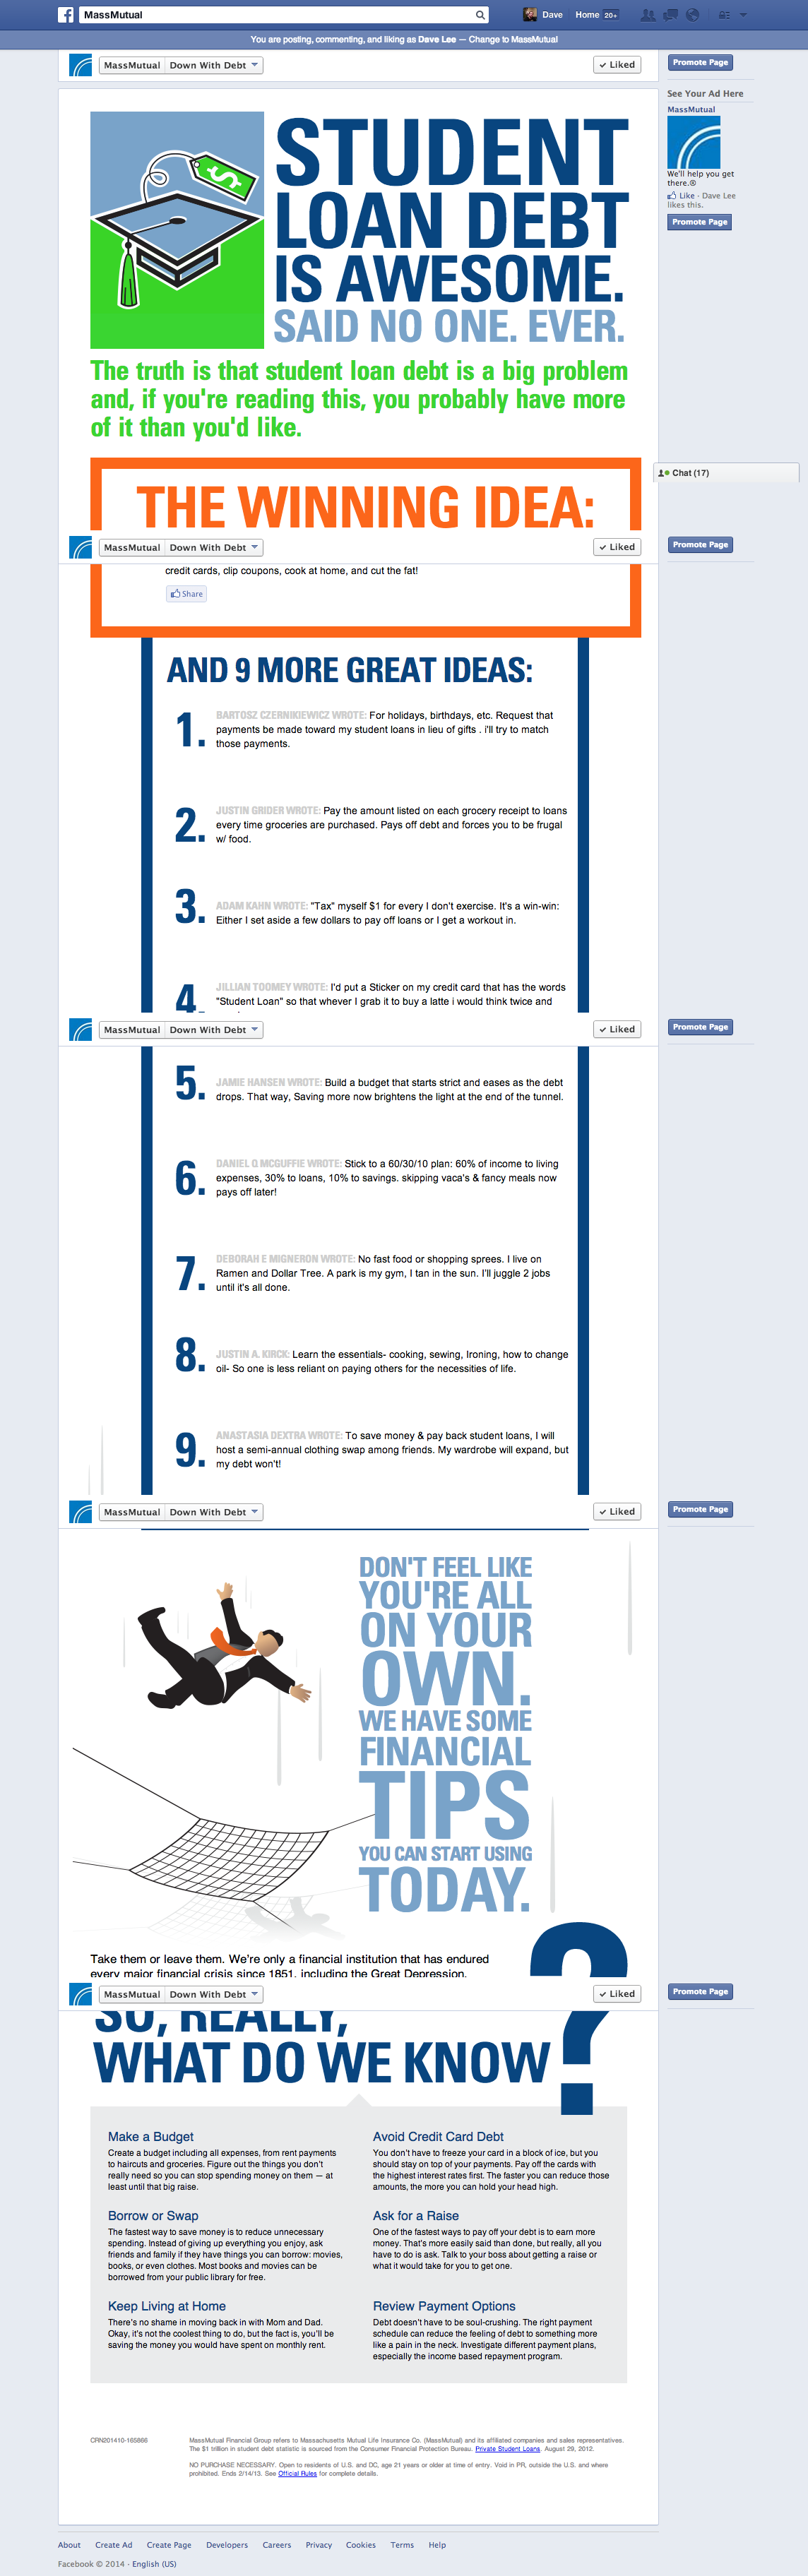 MassMutual
Dave Home 20+
You are posting, commenting, and liking as Dave Lee — Change to MassMutual
MassMutual Down With Debt Liked
Promote Page
See Your Ad Here
MassMutual
We'll help you get
there.®
Like · Dave Lee
likes this.
Promote Page
$
STUDENT
LOAN DEBT
IS AWESOME.
SAID NO ONE. EVER.
The truth is that student loan debt is a big problem
and, if you're reading this, you probably have more
of it than you'd like.
Chat (17)
THE WINNING IDEA:
MassMutual Down With Debt Liked
Promote Page
credit cards, clip coupons, cook at home, and cut the fat!
Share
AND 9 MORE GREAT IDEAS:
1. BARTOSZ CZERNIKIEWICZ WROTE: For holidays, birthdays, etc. Request that
payments be made toward my student loans in lieu of gifts . i'll try to match
those payments.
2. JUSTIN GRIDER WROTE: Pay the amount listed on each grocery receipt to loans
every time groceries are purchased. Pays off debt and forces you to be frugal
w/ food.
3. ADAM KAHN WROTE: "Tax" myself $1 for every I don't exercise. It's a win-win:
Either I set aside a few dollars to pay off loans or I get a workout in.
4. JILLIAN TOOMEY WROTE: I'd put a Sticker on my credit card that has the words
"Student Loan" so that whever I grab it to buy a latte i would think twice and
MassMutual Down With Debt Liked
Promote Page
5. JAMIE HANSEN WROTE: Build a budget that starts strict and eases as the debt
drops. That way, Saving more now brightens the light at the end of the tunnel.
6. DANIEL Q MCGUFFIE WROTE: Stick to a 60/30/10 plan: 60% of income to living
expenses, 30% to loans, 10% to savings. skipping vaca's & fancy meals now
pays off later!
7. DEBORAH E MIGNERON WROTE: No fast food or shopping sprees. I live on
Ramen and Dollar Tree. A park is my gym, I tan in the sun. I'll juggle 2 jobs
until it's all done.
8. JUSTIN A. KIRCK: Learn the essentials- cooking, sewing, Ironing, how to change
oil- So one is less reliant on paying others for the necessities of life.
9. ANASTASIA DEXTRA WROTE: To save money & pay back student loans, I will
host a semi-annual clothing swap among friends. My wardrobe will expand, but
my debt won't!
MassMutual Down With Debt Liked
Promote Page
DON'T FEEL LIKE
YOU'RE ALL
ON YOUR
OWN.
WE HAVE SOME
FINANCIAL
TIPS
YOU CAN START USING
TODAY.
Take them or leave them. We're only a financial institution that has endured
every major financial crisis since 1851, including the Great Depression.
MassMutual Down With Debt Liked
Promote Page
SO, REALLY,
WHAT DO WE KNOW?
Make a Budget
Create a budget including all expenses, from rent payments
to haircuts and groceries. Figure out the things you don't
really need so you can stop spending money on them — at
least until that big raise.
Avoid Credit Card Debt
You don't have to freeze your card in a block of ice, but you
should stay on top of your payments. Pay off the cards with
the highest interest rates first. The faster you can reduce those
amounts, the more you can hold your head high.
Borrow or Swap
The fastest way to save money is to reduce unnecessary
spending. Instead of giving up everything you enjoy, ask
friends and family if they have things you can borrow: movies,
books, or even clothes. Most books and movies can be
borrowed from your public library for free.
Ask for a Raise
One of the fastest ways to pay off your debt is to earn more
money. That's more easily said than done, but really, all you
have to do is ask. Talk to your boss about getting a raise or
what it would take for you to get one.
Keep Living at Home
There's no shame in moving back in with Mom and Dad.
Okay, it's not the coolest thing to do, but the fact is, you'll be
saving the money you would have spent on monthly rent.
Review Payment Options
Debt doesn't have to be soul-crushing. The right payment
schedule can reduce the feeling of debt to something more
like a pain in the neck. Investigate different payment plans,
especially the income based repayment program.
CRN201410-165866
MassMutual Financial Group refers to Massachusetts Mutual Life Insurance Co. (MassMutual) and its affiliated companies and sales representatives.
The $1 trillion in student debt statistic is sourced from the Consumer Financial Protection Bureau. Private Student Loans. August 29, 2012.
NO PURCHASE NECESSARY. Open to residents of U.S. and DC, age 21 years or older at time of entry. Void in PR, outside the U.S. and where
prohibited. Ends 2/14/13. See Official Rules for complete details.
About Create Ad Create Page Developers Careers Privacy Cookies Terms Help
Facebook © 2014 · English (US)